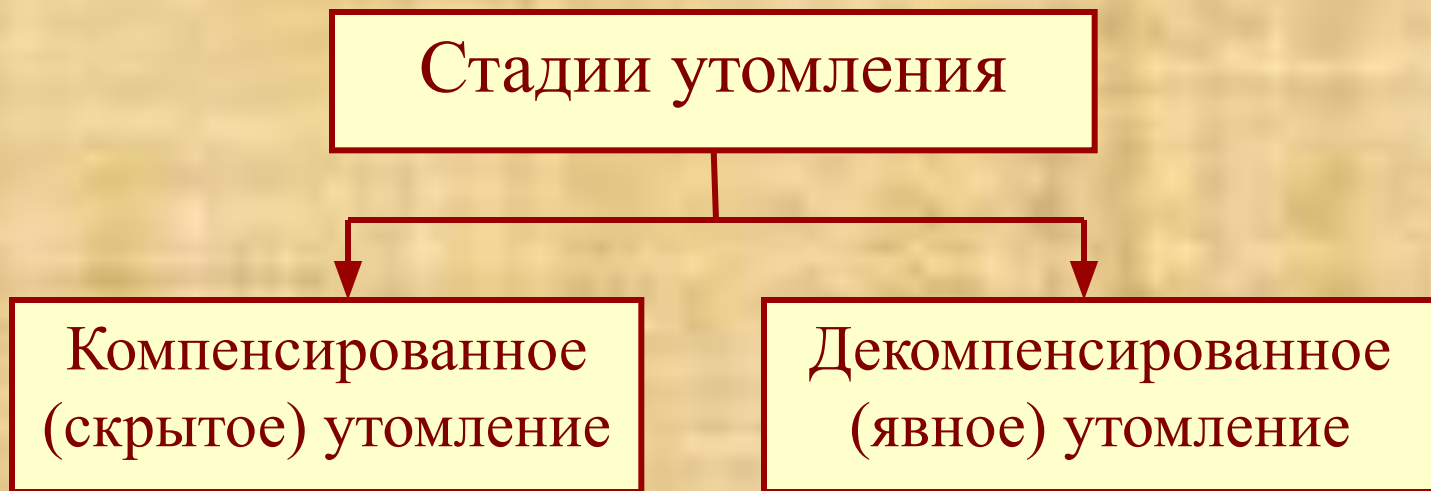 Стадии утомления
Компенсированное
(скрытое) утомление
Декомпенсированное
(явное) утомление